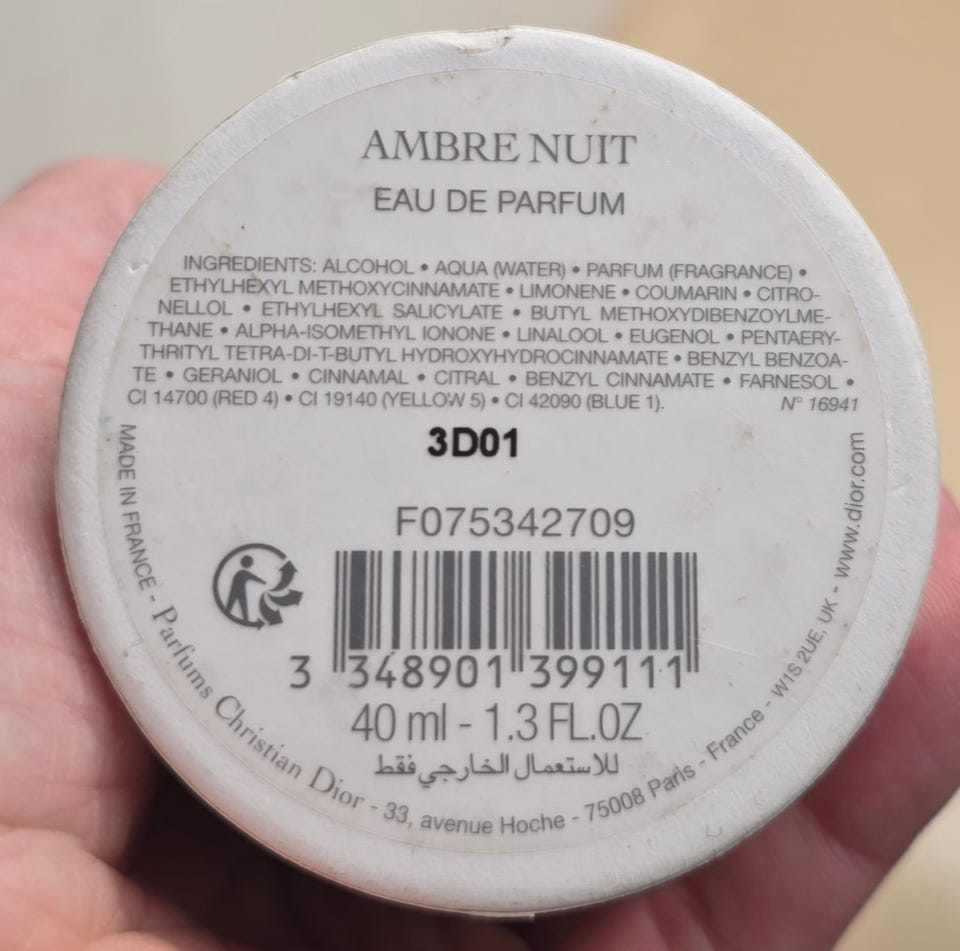 AMBRE NUIT
EAU DE PARFUM
INGREDIENTS: ALCOHOL • AQUA (WATER) • PARFUM (FRAGRANCE) •
ETHYLHEXYL METHOXYCINNAMATE • LIMONENE • COUMARIN • CITRO-
NELLOL • ETHYLHEXYL SALICYLATE • BUTYL METHOXYDIBENZOYLME-
THANE • ALPHA-ISOMETHYL IONONE • LINALOOL • EUGENOL • PENTAERY-
THRITYL TETRA-DI-T-BUTYL HYDROXYHYDROCINNAMATE • BENZYL BENZOA-
TE • GERANIOL • CINNAMAL • CITRAL • BENZYL CINNAMATE • FARNESOL •
CI 14700 (RED 4) • CI 19140 (YELLOW 5) • CI 42090 (BLUE 1). N° 16941
3D01
F075342709
3 348901 399111
40 ml - 1.3 FL.OZ
للاستعمال الخارجي فقط
MADE IN FRANCE - Parfums Christian Dior - 33, avenue Hoche - 75008 Paris - France - W1S 2UE, UK - www.dior.com